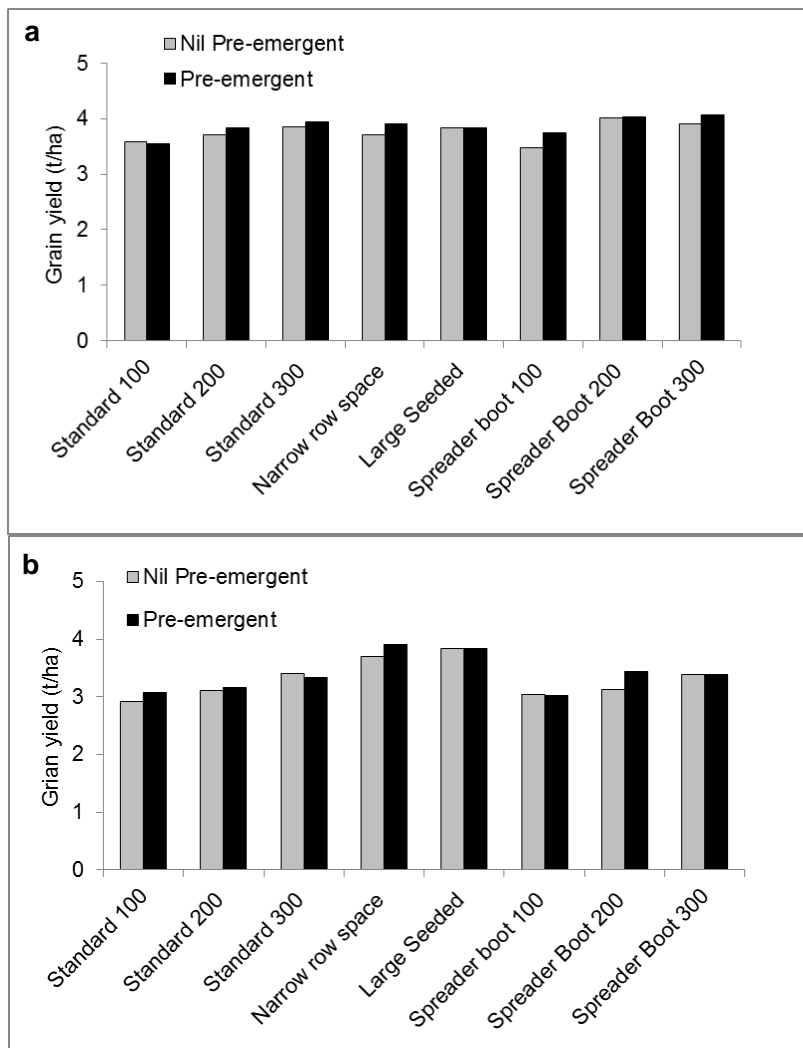 a
Nil Pre-emergent
Pre-emergent
Grain yield (t/ha)
5
4
3
2
1
0
Standard 100
Standard 200
Standard 300
Narrow row space
Large Seeded
Spreader boot 100
Spreader Boot 200
Spreader Boot 300
b
Nil Pre-emergent
Pre-emergent
Grian yield (t/ha)
5
4
3
2
1
0
Standard 100
Standard 200
Standard 300
Narrow row space
Large Seeded
Spreader boot 100
Spreader Boot 200
Spreader Boot 300